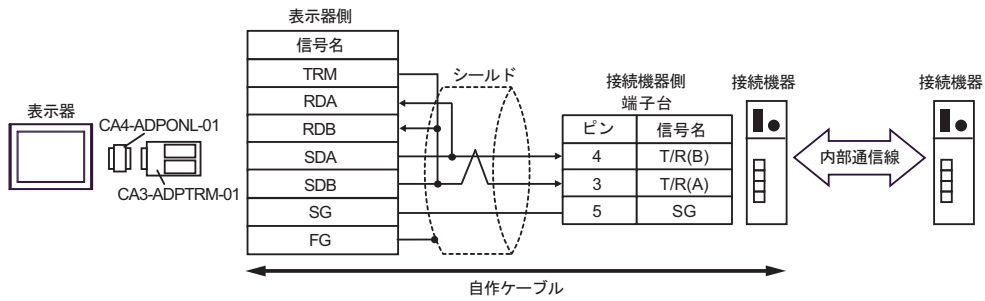 表示器
CA4-ADPONL-01
CA3-ADPTRM-01
表示器側
信号名
TRM
RDA
RDB
SDA
SDB
SG
FG
シールド
接続機器側
端子台
ピン 信号名
4 T/R(B)
3 T/R(A)
5 SG
接続機器
内部通信線
接続機器
自作ケーブル